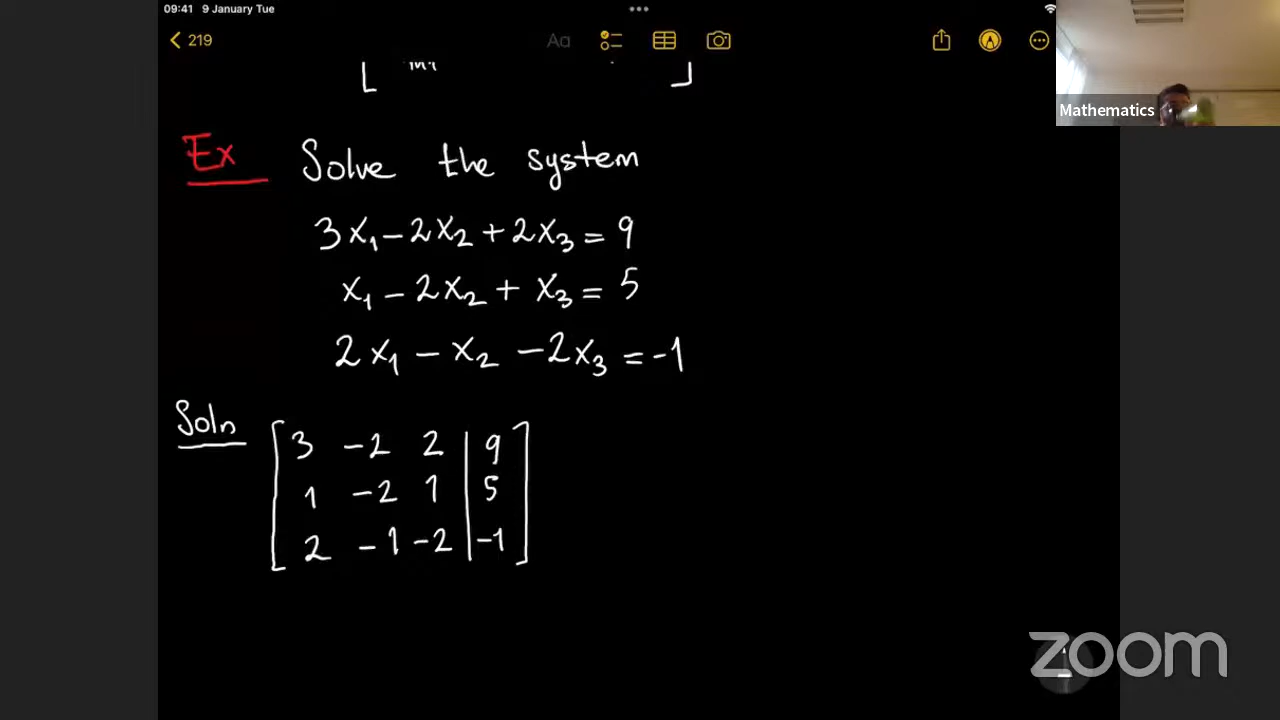 09:41 9 January Tue
219
Aa
Mathematics
Ex Solve the system
3x₁ - 2x₂ + 2x₃ = 9
x₁ - 2x₂ + x₃ = 5
2x₁ - x₂ - 2x₃ = -1
Soln
3 -2 2 | 9
1 -2 1 | 5
2 -1 -2 | -1
zoom